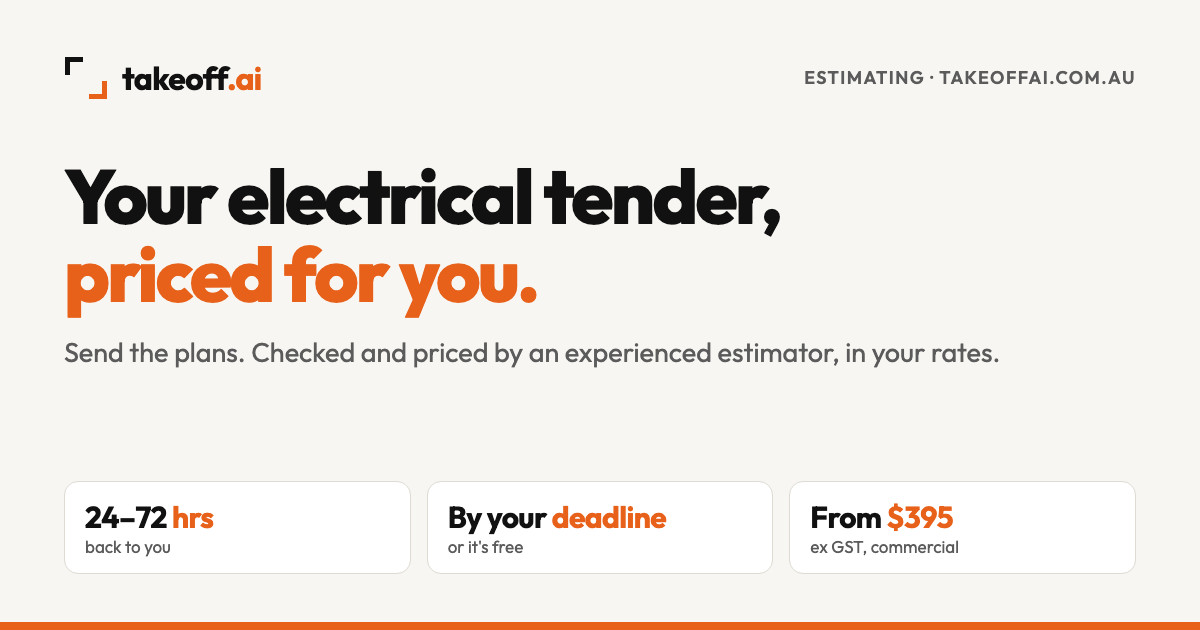 takeoff.ai
ESTIMATING · TAKEOFFAI.COM.AU
Your electrical tender,
priced for you.
Send the plans. Checked and priced by an experienced estimator, in your rates.
24–72 hrs
back to you
By your deadline
or it's free
From $395
ex GST, commercial